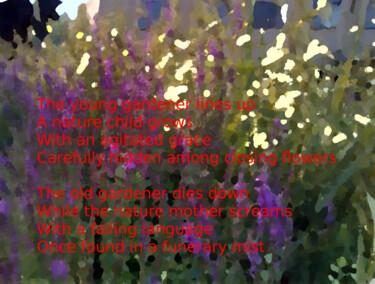 The young gardener lines up
A nature child grows
With an agitated grace
Carefully hidden among closing flowers

The old gardener dies down
While the nature mother screams
With a failing language
Once found in a funerary mist